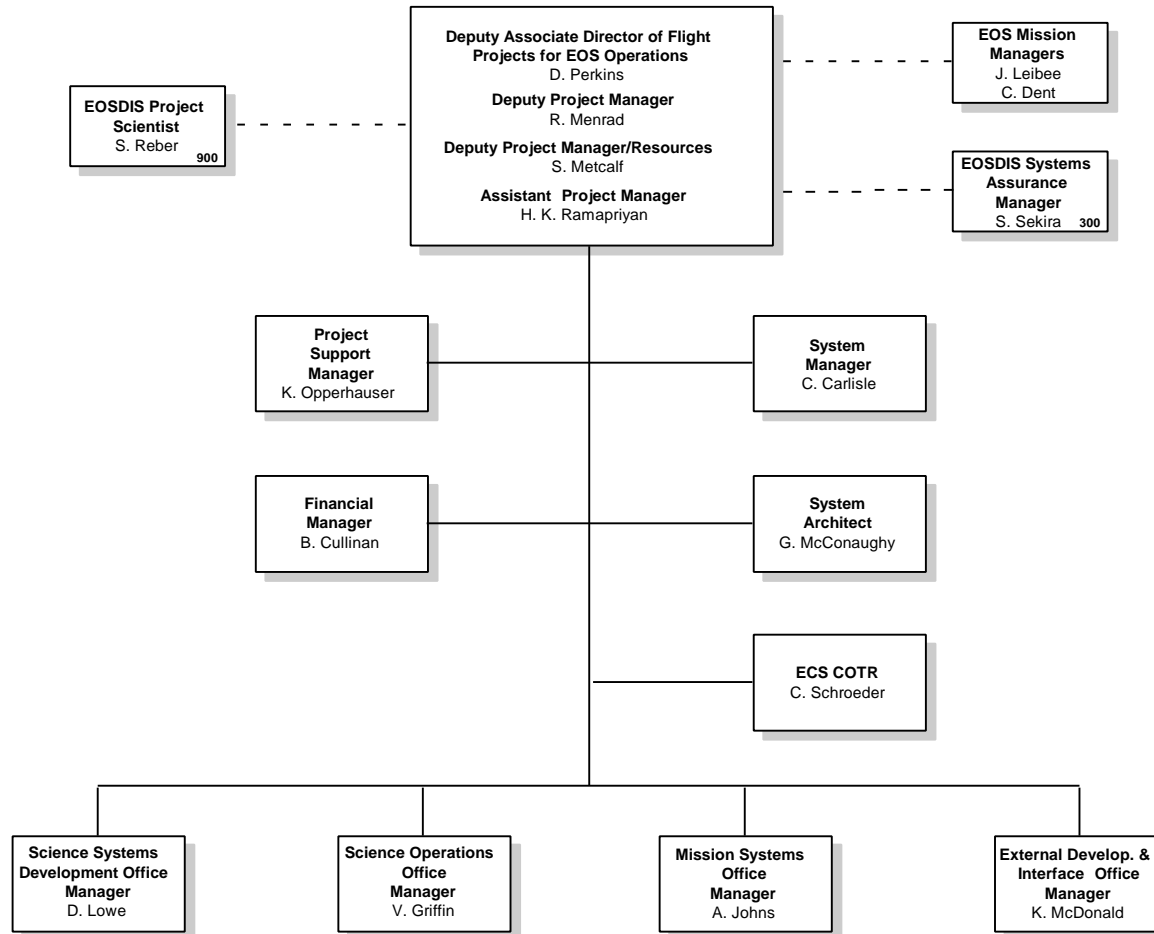 Deputy Associate Director of Flight
Projects for EOS Operations
D. Perkins
Deputy Project Manager
R. Menrad
Deputy Project Manager/Resources
S. Metcalf
Assistant Project Manager
H. K. Ramapriyan
EOS Mission
Managers
J. Leibee
C. Dent
EOSDIS Project
Scientist
S. Reber
900
EOSDIS Systems
Assurance
Manager
S. Sekira 300
Project
Support
Manager
K. Opperhauser
System
Manager
C. Carlisle
Financial
Manager
B. Cullinan
System
Architect
G. McConaughy
ECS COTR
C. Schroeder
Science Systems
Development Office
Manager
D. Lowe
Science Operations
Office
Manager
V. Griffin
Mission Systems
Office
Manager
A. Johns
External Develop. &
Interface Office
Manager
K. McDonald